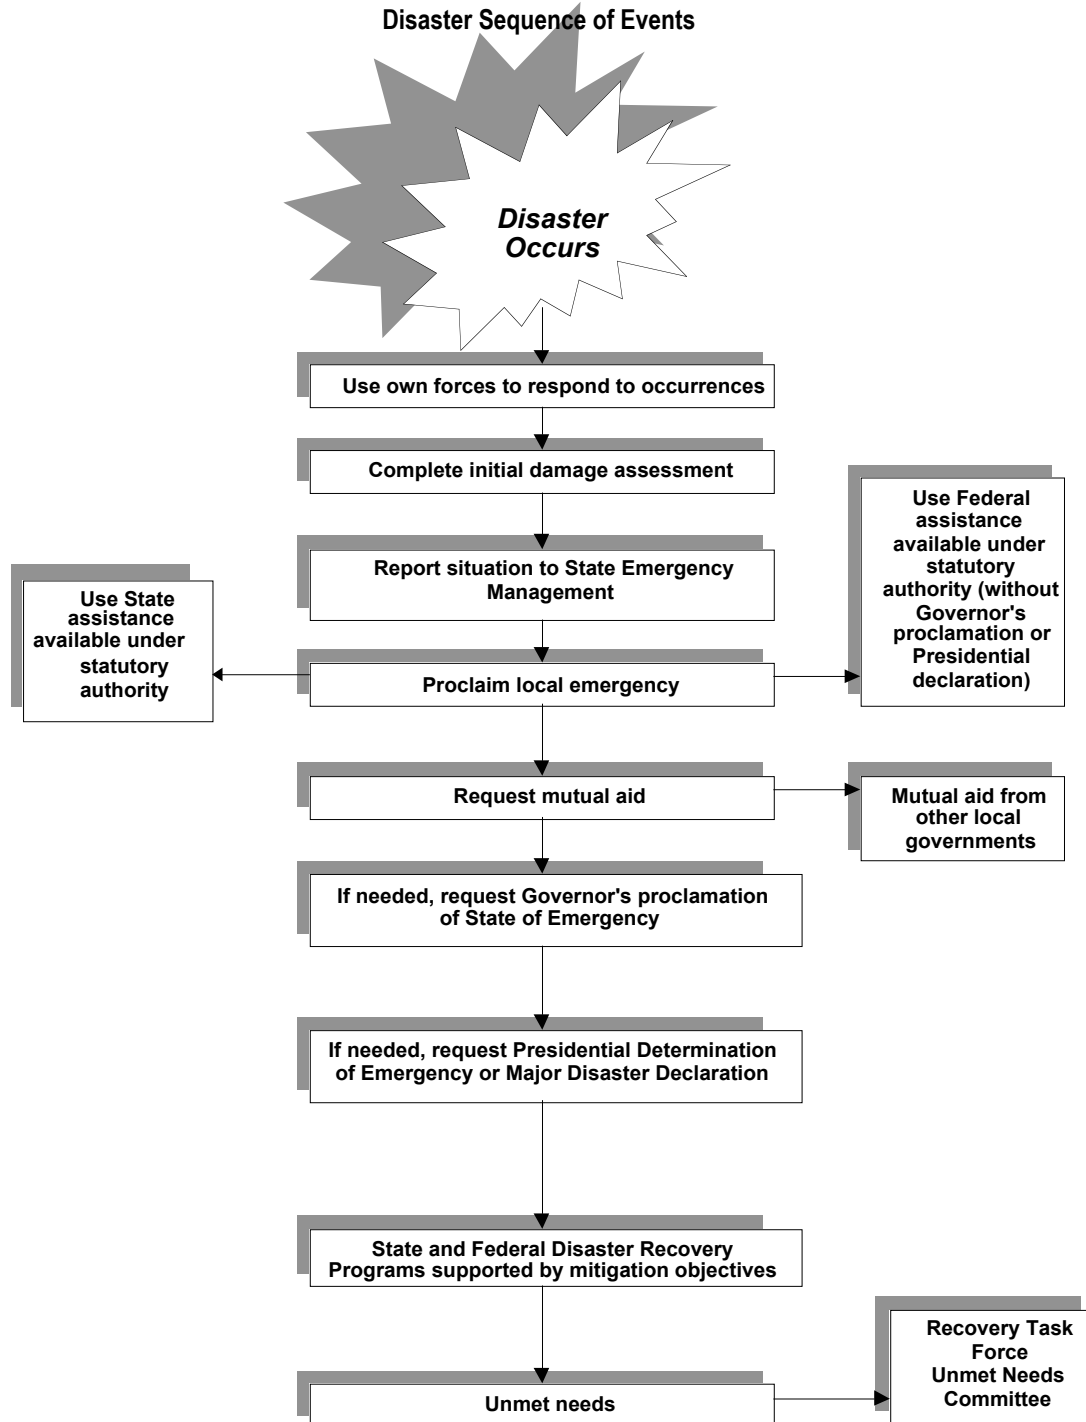 Disaster Sequence of Events
Disaster
Occurs
Use own forces to respond to occurrences
Complete initial damage assessment
Report situation to State Emergency
Management
Use Federal
assistance
available under
statutory
authority (without
Governor's
proclamation or
Presidential
declaration)
Use State
assistance
available under
statutory
authority
Proclaim local emergency
Request mutual aid
Mutual aid from
other local
governments
If needed, request Governor's proclamation
of State of Emergency
If needed, request Presidential Determination
of Emergency or Major Disaster Declaration
State and Federal Disaster Recovery
Programs supported by mitigation objectives
Unmet needs
Recovery Task
Force
Unmet Needs
Committee